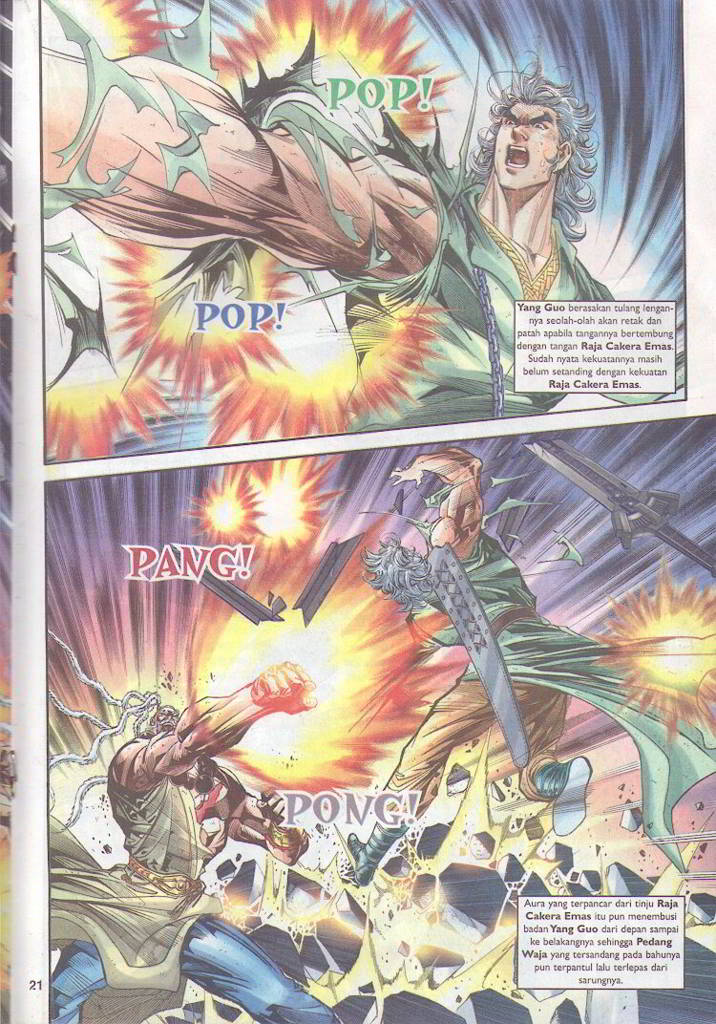 POP!
POP!
Yang Guo berasakan tulang lengan-
nya seolah-olah akan retak dan
patah apabila tangannya bertembung
dengan tangan Raja Cakera Emas.
Sudah nyata kekuatannya masih
belum setanding dengan kekuatan
Raja Cakera Emas.
PANG!
PONG!
Aura yang terpancar dari tinju Raja
Cakera Emas itu pun menembusi
badan Yang Guo dari depan sampai
ke belakangnya sehingga Pedang
Waja yang tersandang pada bahunya
pun terpantul lalu terlepas dari
sarungnya.
21